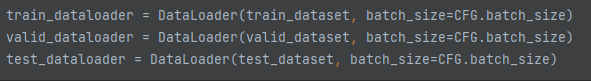 train_dataloader = DataLoader(train_dataset, batch_size=CFG.batch_size)
valid_dataloader = DataLoader(valid_dataset, batch_size=CFG.batch_size)
test_dataloader = DataLoader(test_dataset, batch_size=CFG.batch_size)